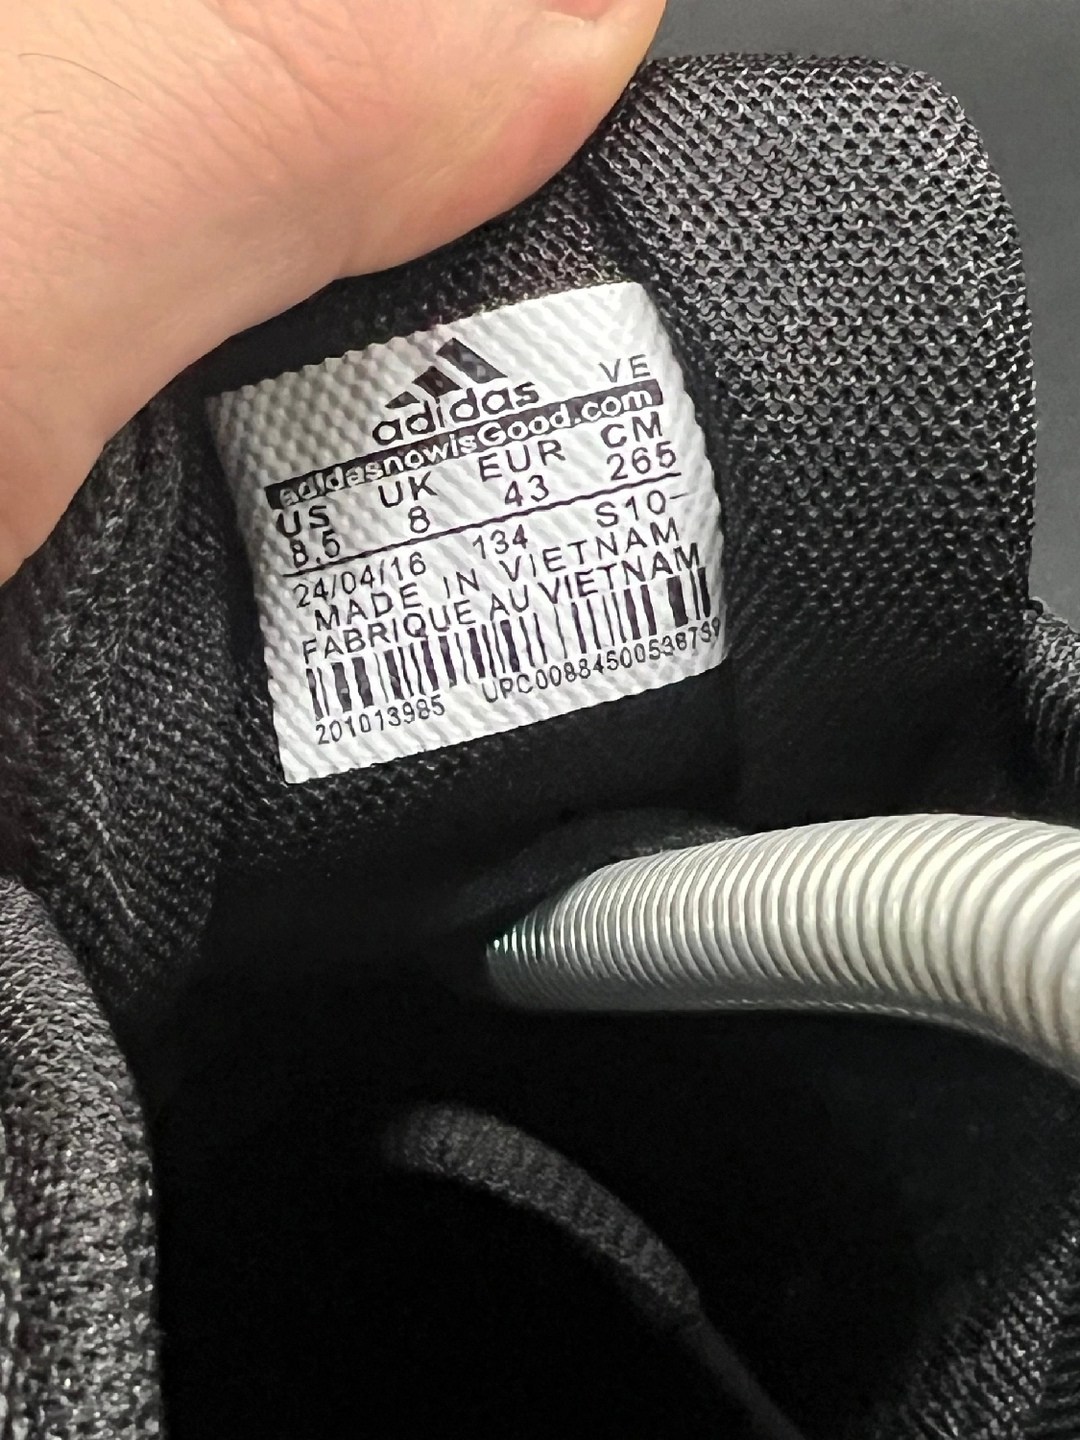 adidas VE
adidasnowisGood.com
US UK EUR CM
8.5 8 43 265
24/04/16 134 S10-
MADE IN VIETNAM
FABRIQUE AU VIETNAM
201013985 UPC00884500538739